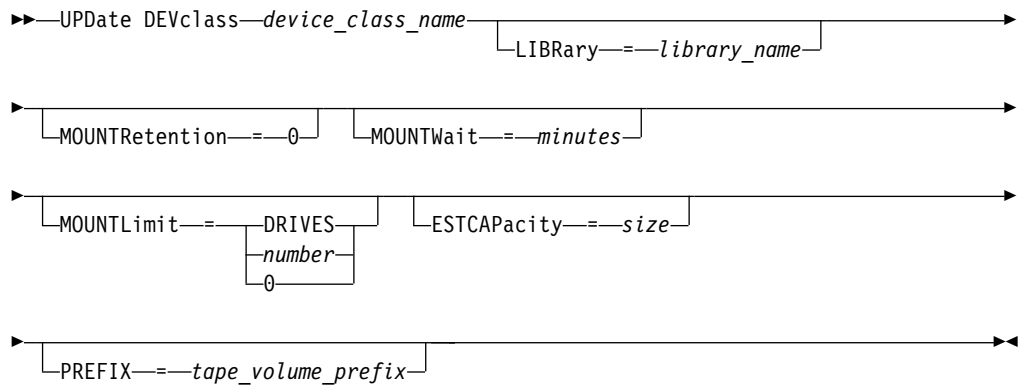 UPDate DEVclass device_class_name
LIBRary = library_name
MOUNTRetention = 0 MOUNTWait = minutes
MOUNTLimit = DRIVES ESTCAPacity = size
number
0
PREFIX = tape_volume_prefix